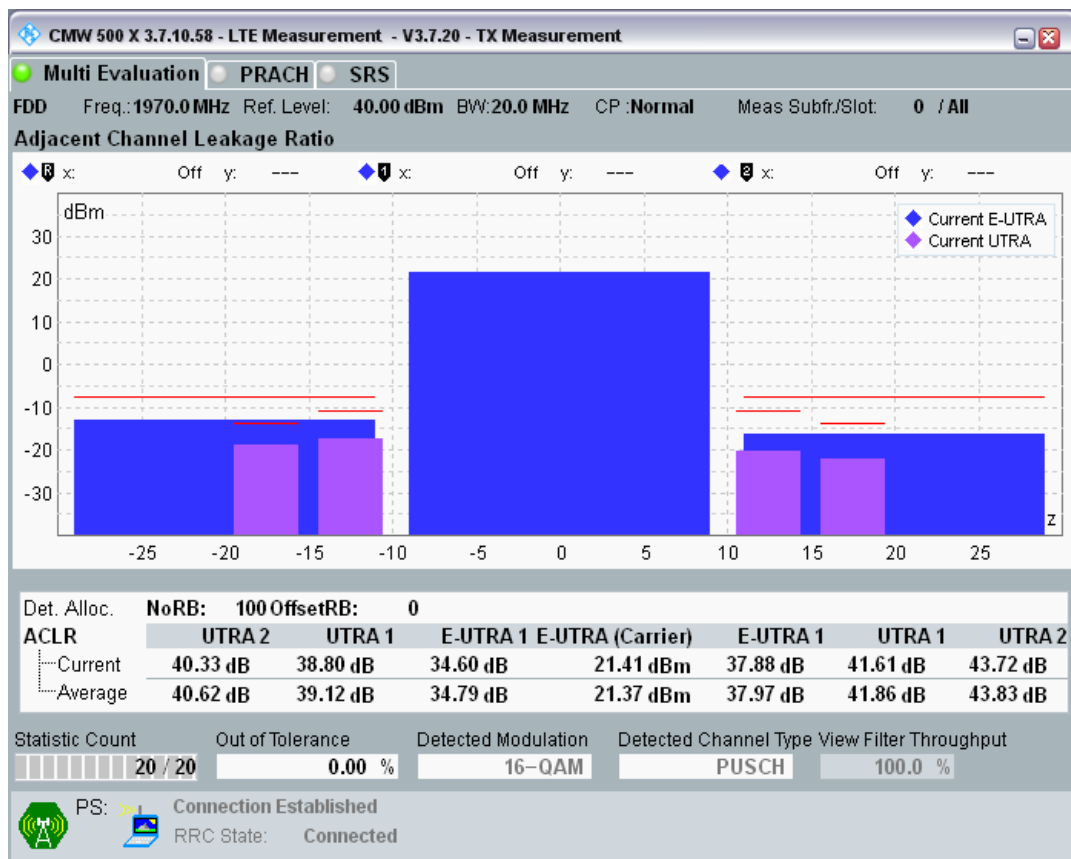 CMW 500 X 3.7.10.58 - LTE Measurement - V3.7.20 - TX Measurement
Multi Evaluation PRACH SRS
FDD Freq.:1970.0 MHz Ref. Level: 40.00 dBm BW:20.0 MHz CP :Normal Meas Subfr./Slot: 0 / All
Adjacent Channel Leakage Ratio
R x: Off y: --- 1 x: Off y: --- 2 x: Off y: ---
dBm
Current E-UTRA
Current UTRA
30
20
10
0
-10
-20
-30
z
-25 -20 -15 -10 -5 0 5 10 15 20 25
Det. Alloc. NoRB: 100 OffsetRB: 0
ACLR UTRA 2 UTRA 1 E-UTRA 1 E-UTRA (Carrier) E-UTRA 1 UTRA 1 UTRA 2
Current 40.33 dB 38.80 dB 34.60 dB 21.41 dBm 37.88 dB 41.61 dB 43.72 dB
Average 40.62 dB 39.12 dB 34.79 dB 21.37 dBm 37.97 dB 41.86 dB 43.83 dB
Statistic Count Out of Tolerance Detected Modulation Detected Channel Type View Filter Throughput
20 / 20 0.00 % 16-QAM PUSCH 100.0 %
PS: Connection Established
RRC State: Connected